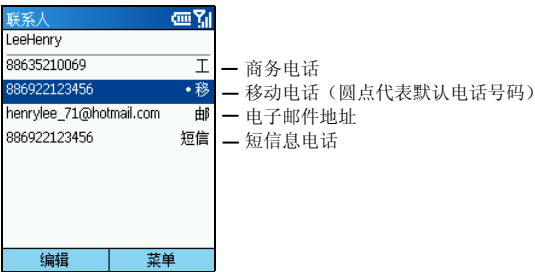 联系人
LeeHenry
88635210069 工 — 商务电话
886922123456 •移 — 移动电话（圆点代表默认电话号码）
henrylee_71@hotmail.com 邮 — 电子邮件地址
886922123456 短信 — 短信息电话
编辑 菜单